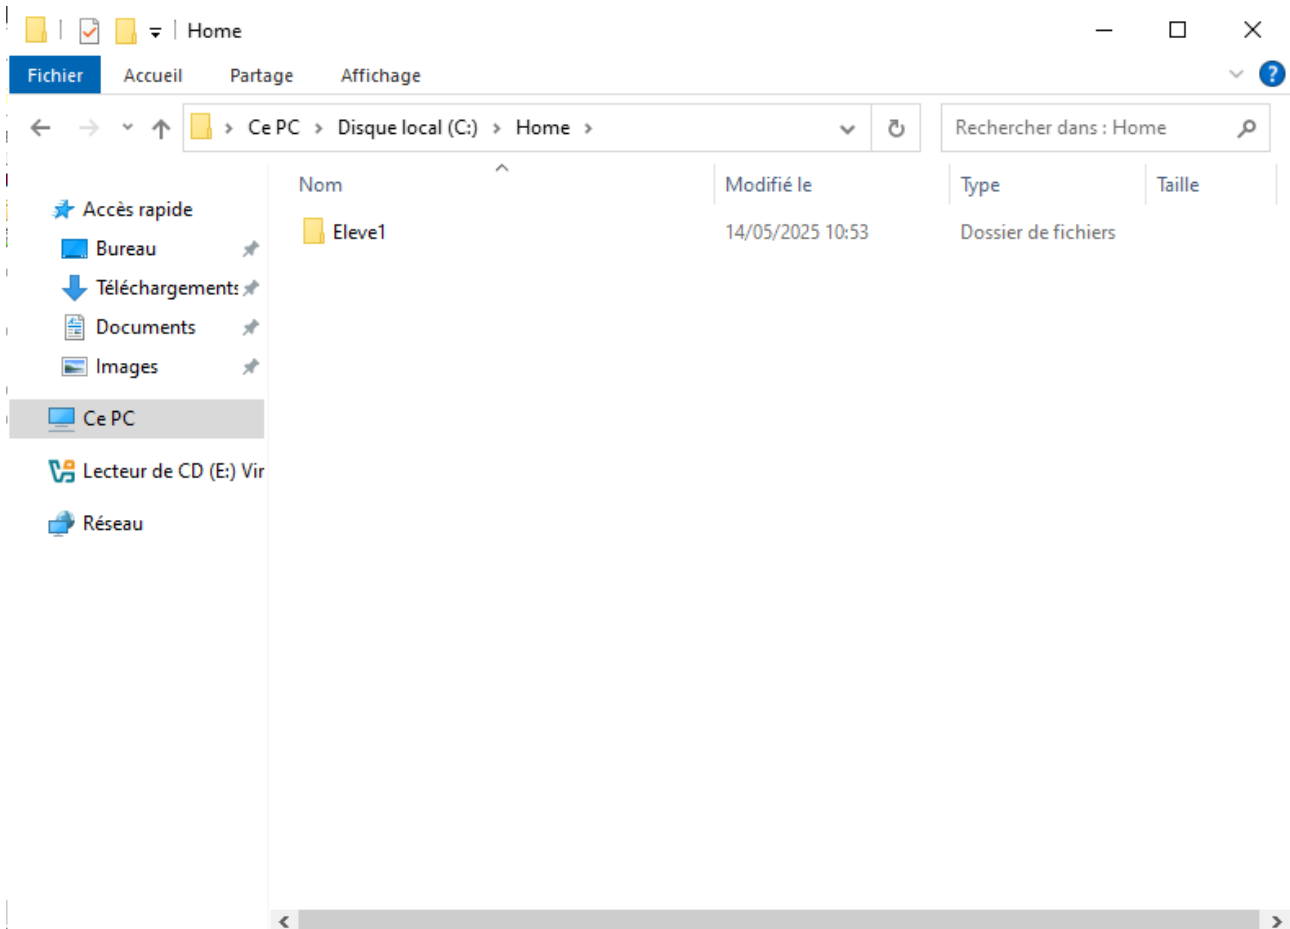 Home
Fichier Accueil Partage Affichage
Ce PC Disque local (C:) Home Rechercher dans : Home
Nom Modifié le Type Taille
Accès rapide
Eleve1 14/05/2025 10:53 Dossier de fichiers
Bureau
Téléchargements
Documents
Images
Ce PC
Lecteur de CD (E:) Vir
Réseau